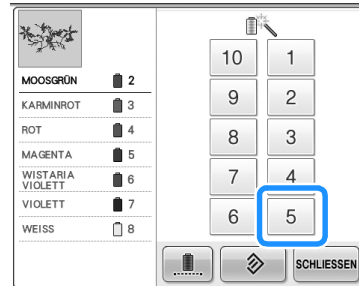 MOOSGRÜN 2
KARMINROT 3
ROT 4
MAGENTA 5
WISTARIA
VIOLETT 6
VIOLETT 7
WEISS 8
10 1
9 2
8 3
7 4
6 5
SCHLIESSEN